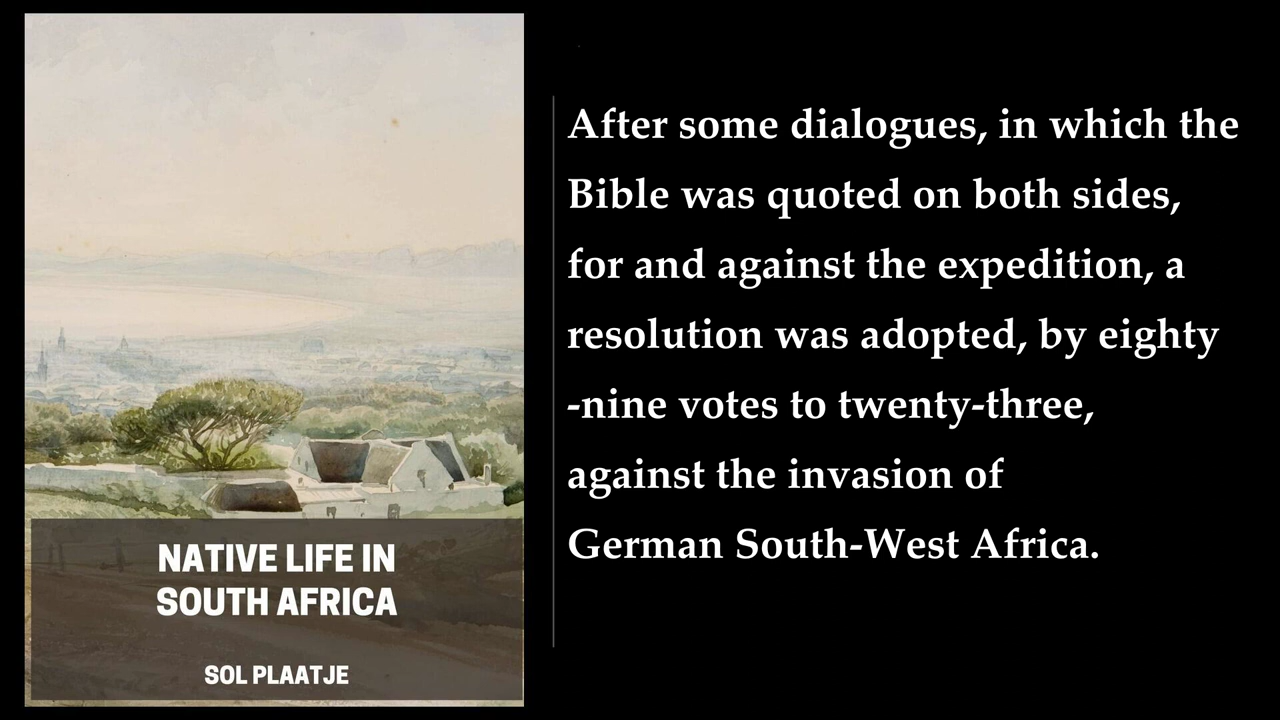 After some dialogues, in which the
Bible was quoted on both sides,
for and against the expedition, a
resolution was adopted, by eighty
-nine votes to twenty-three,
against the invasion of
German South-West Africa.
NATIVE LIFE IN
SOUTH AFRICA
SOL PLAATJE